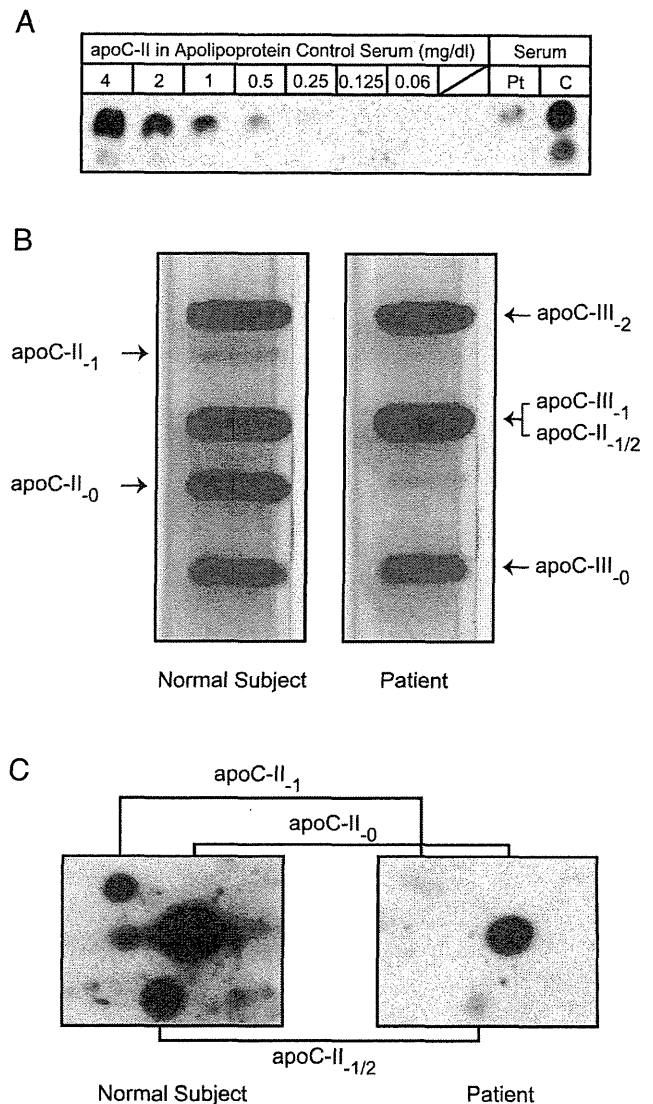 A
apoC-II in Apolipoprotein Control Serum (mg/dl) Serum
4 2 1 0.5 0.25 0.125 0.06 Pt C
B
apoC-III-2
apoC-II-1
apoC-III-1
apoC-II-1/2
apoC-II-0
apoC-III-0
Normal Subject Patient
C
apoC-II-1
apoC-II-0
apoC-II-1/2
Normal Subject Patient